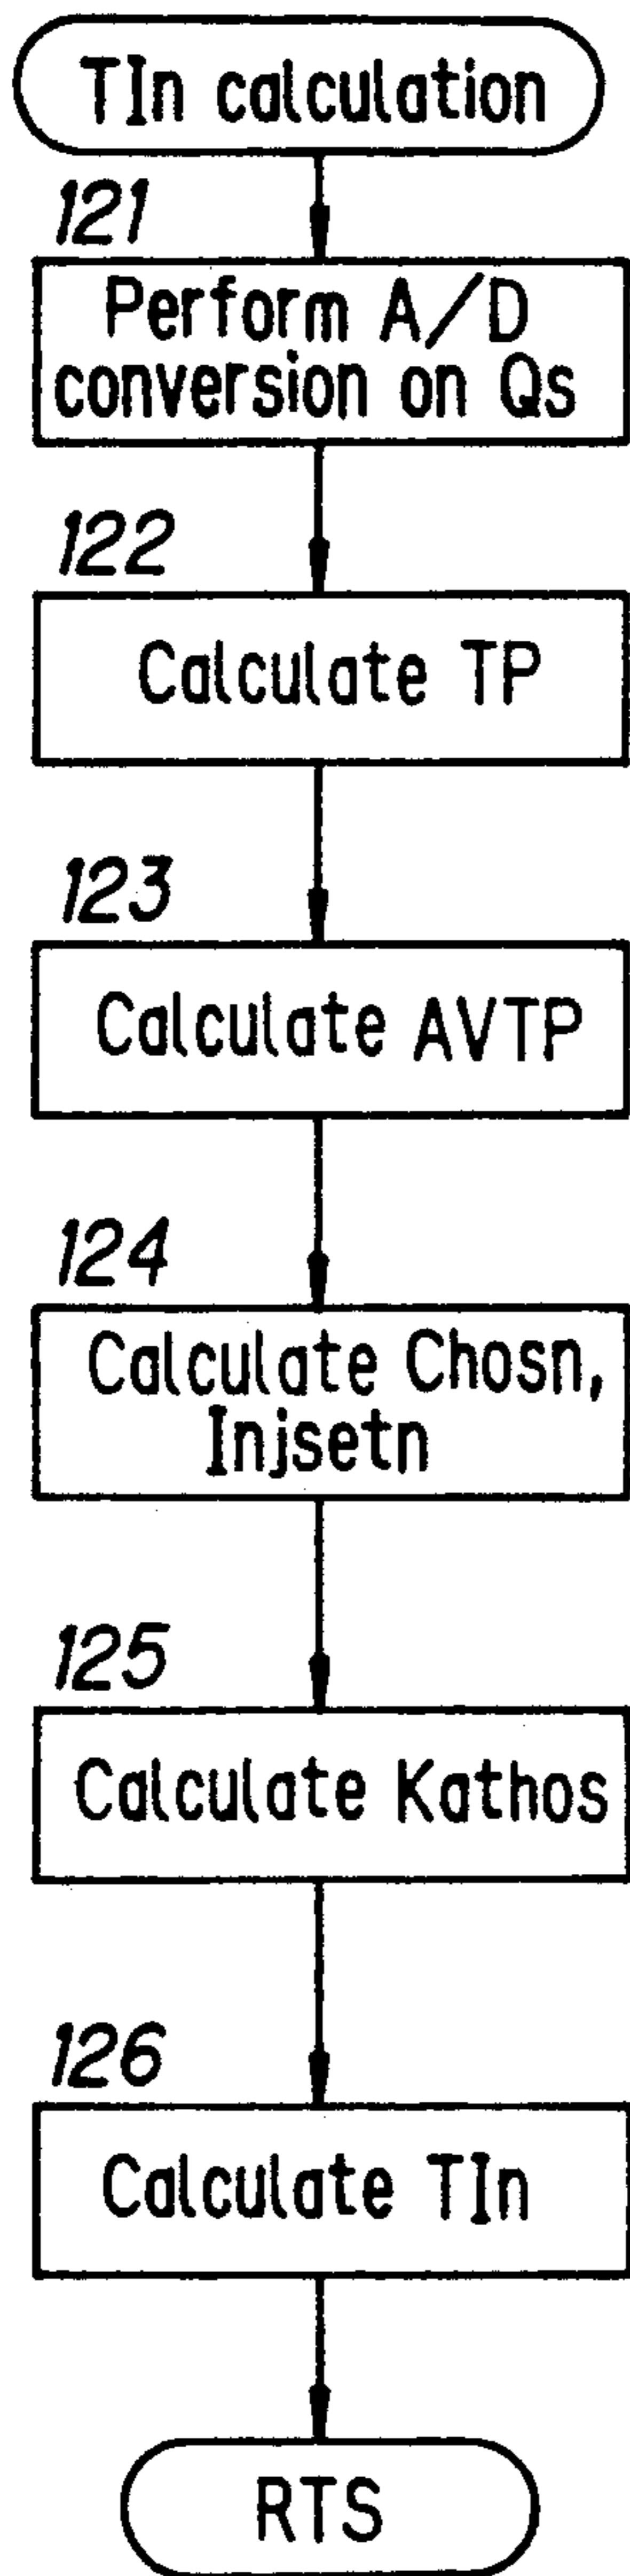 TIn calculation
121
Perform A/D
conversion on Qs
122
Calculate TP
123
Calculate AVTP
124
Calculate Chosn,
Injsetn
125
Calculate Kathos
126
Calculate TIn
RTS